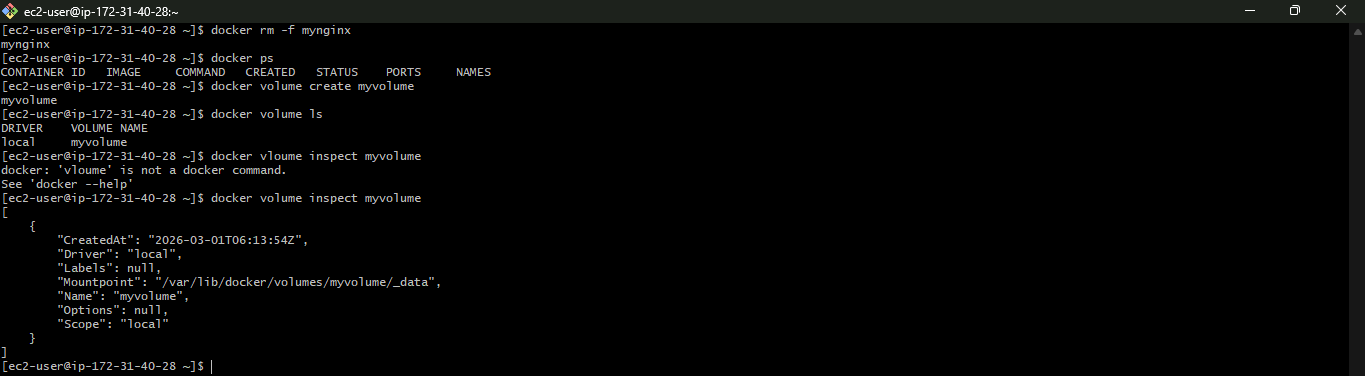 ec2-user@ip-172-31-40-28:~
[ec2-user@ip-172-31-40-28 ~]$ docker rm -f mynginx
mynginx
[ec2-user@ip-172-31-40-28 ~]$ docker ps
CONTAINER ID   IMAGE     COMMAND   CREATED   STATUS    PORTS     NAMES
[ec2-user@ip-172-31-40-28 ~]$ docker volume create myvolume
myvolume
[ec2-user@ip-172-31-40-28 ~]$ docker volume ls
DRIVER    VOLUME NAME
local     myvolume
[ec2-user@ip-172-31-40-28 ~]$ docker vloume inspect myvolume
docker: 'vloume' is not a docker command.
See 'docker --help'
[ec2-user@ip-172-31-40-28 ~]$ docker volume inspect myvolume
[
    {
        "CreatedAt": "2026-03-01T06:13:54Z",
        "Driver": "local",
        "Labels": null,
        "Mountpoint": "/var/lib/docker/volumes/myvolume/_data",
        "Name": "myvolume",
        "Options": null,
        "Scope": "local"
    }
]
[ec2-user@ip-172-31-40-28 ~]$